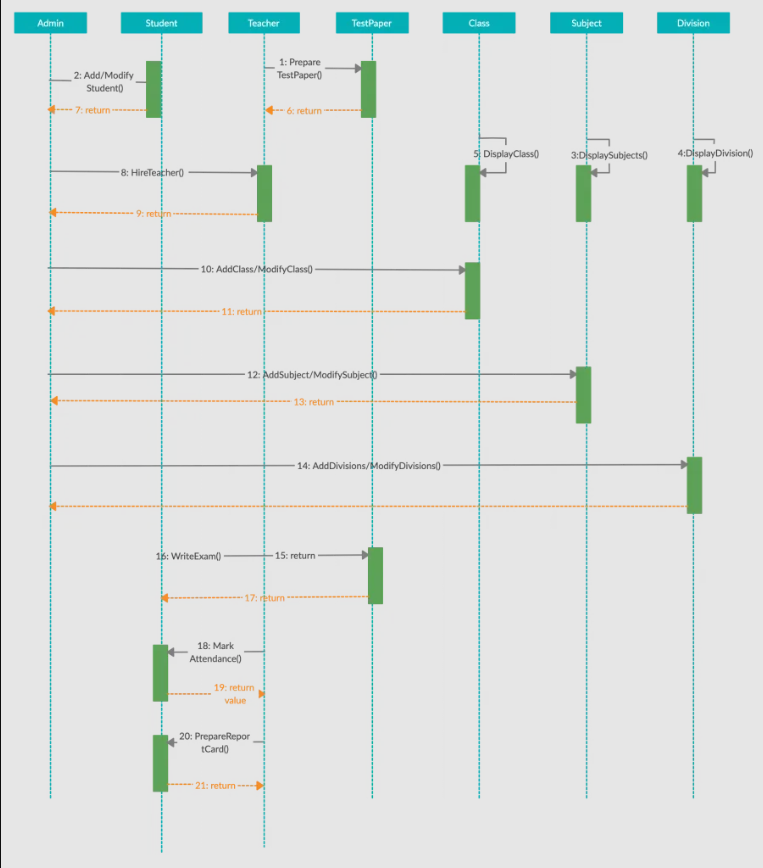 Admin
Student
Teacher
TestPaper
Class
Subject
Division
1: Prepare
TestPaper()
2: Add/Modify
Student()
7: return
6: return
5: DisplayClass()
3:DisplaySubjects()
4:DisplayDivision()
8: HireTeacher()
9: return
10: AddClass/ModifyClass()
11: return
12: AddSubject/ModifySubject()
13: return
14: AddDivisions/ModifyDivisions()
16: WriteExam()
15: return
17: return
18: Mark
Attendance()
19: return
value
20: PrepareRepor
tCard()
21: return